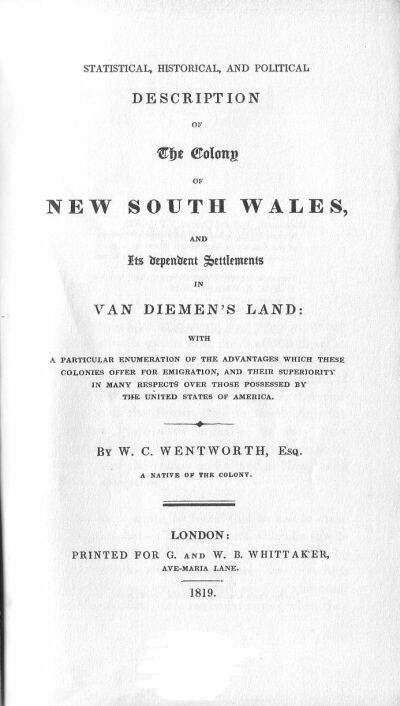 STATISTICAL, HISTORICAL, AND POLITICAL
DESCRIPTION
OF
The Colony
OF
NEW SOUTH WALES,
AND
Its dependent Settlements
IN
VAN DIEMEN'S LAND:
WITH
A PARTICULAR ENUMERATION OF THE ADVANTAGES WHICH THESE
COLONIES OFFER FOR EMIGRATION, AND THEIR SUPERIORITY
IN MANY RESPECTS OVER THOSE POSSESSED BY
THE UNITED STATES OF AMERICA.
BY W. C. WENTWORTH, ESQ.
A NATIVE OF THE COLONY.
LONDON:
PRINTED FOR G. AND W. B. WHITTAKER,
AVE-MARIA LANE.
1819.